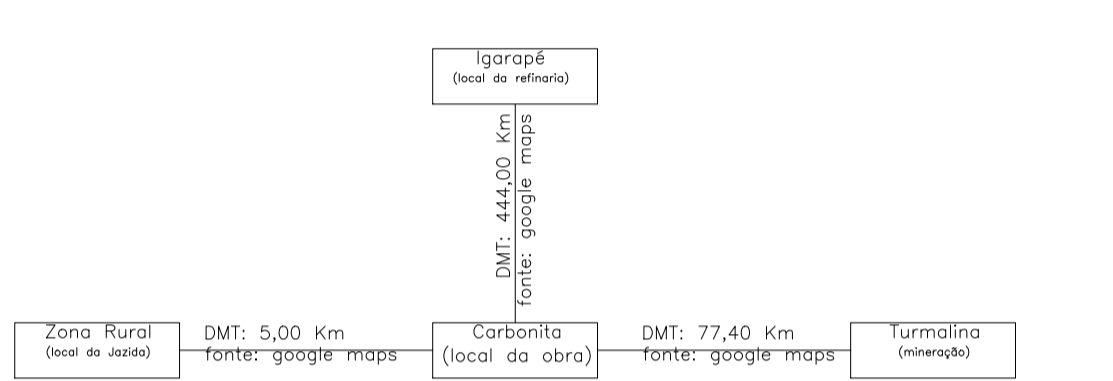 Igarapé
(local da refinaria)
DMT: 444,00 Km
fonte: google maps
Zona Rural
(local da Jazida)
DMT: 5,00 Km
fonte: google maps
Carbonita
(local da obra)
DMT: 77,40 Km
fonte: google maps
Turmalina
(mineração)